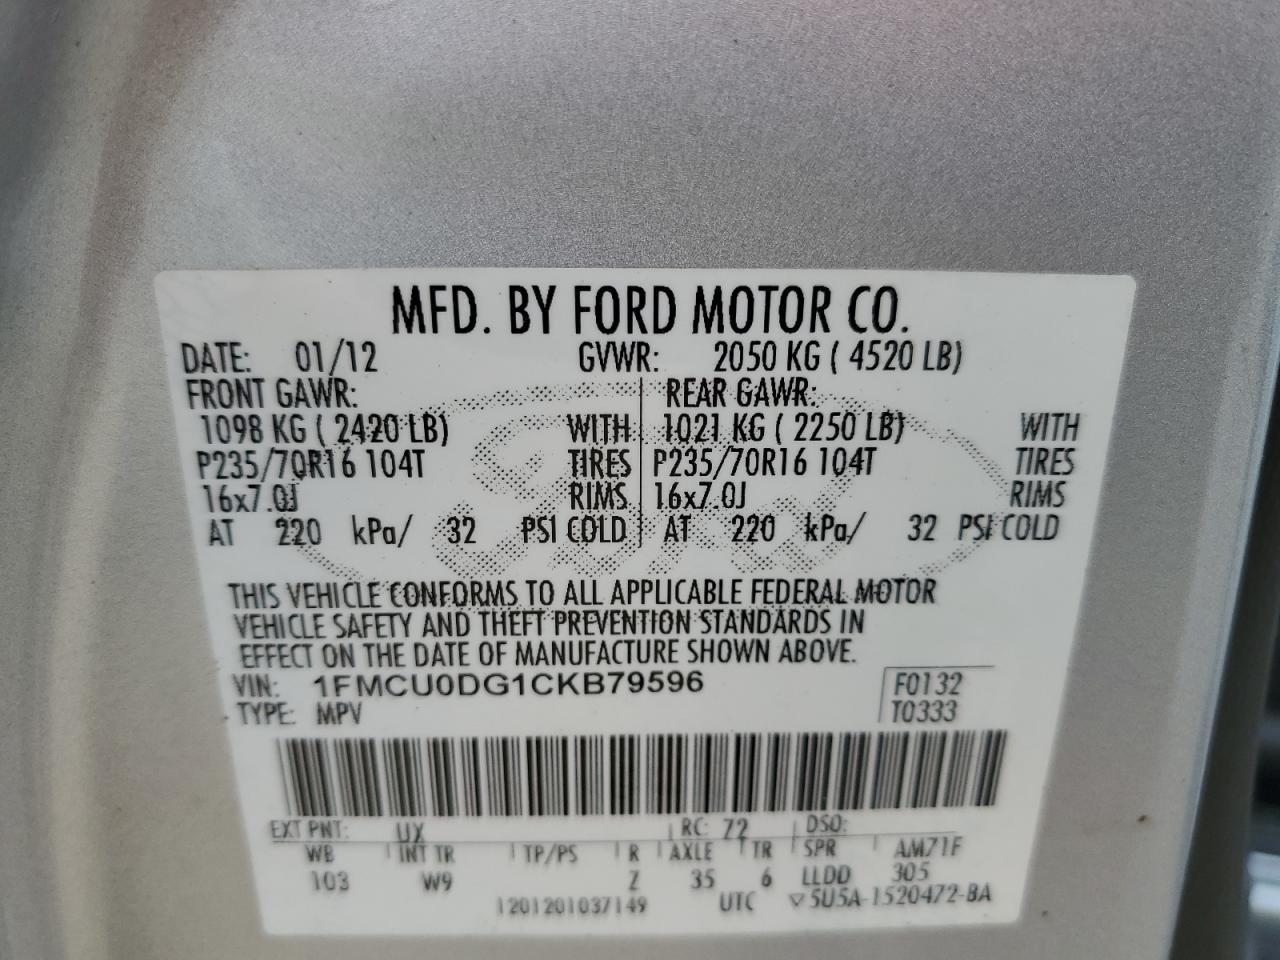 MFD. BY FORD MOTOR CO.
DATE: 01/12 GVWR: 2050 KG ( 4520 LB)
FRONT GAWR: REAR GAWR:
1098 KG ( 2420 LB) WITH 1021 KG ( 2250 LB) WITH
P235/70R16 104T TIRES P235/70R16 104T TIRES
16x7.0J RIMS 16x7.0J RIMS
AT 220 kPa/ 32 PSI COLD AT 220 kPa/ 32 PSI COLD
THIS VEHICLE CONFORMS TO ALL APPLICABLE FEDERAL MOTOR
VEHICLE SAFETY AND THEFT PREVENTION STANDARDS IN
EFFECT ON THE DATE OF MANUFACTURE SHOWN ABOVE.
VIN: 1FMCU0DG1CKB79596 F0132
TYPE: MPV T0333
EXT PNT: UX RC: 72 DSO:
WB INT TR TP/PS R AXLE TR SPR AM71F
103 W9 Z 35 6 LLDD 305
1201201037149 UTC ▽5U5A-1520472-BA